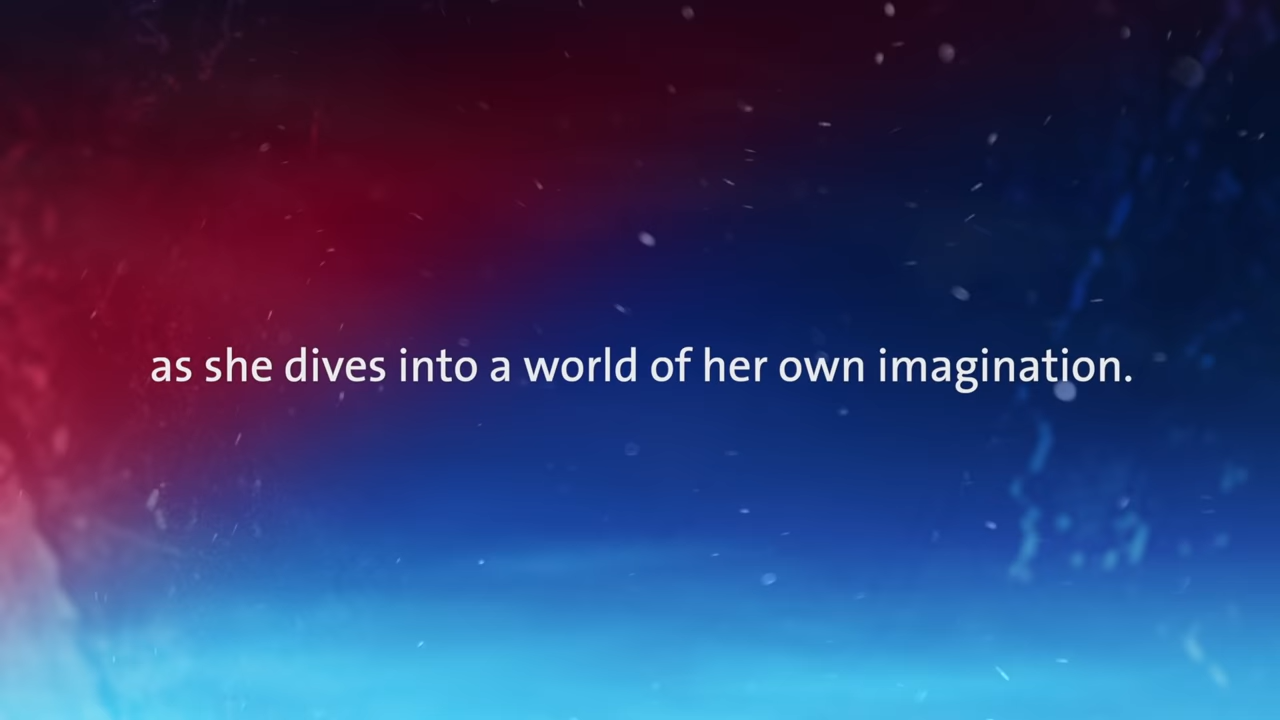 as she dives into a world of her own imagination.